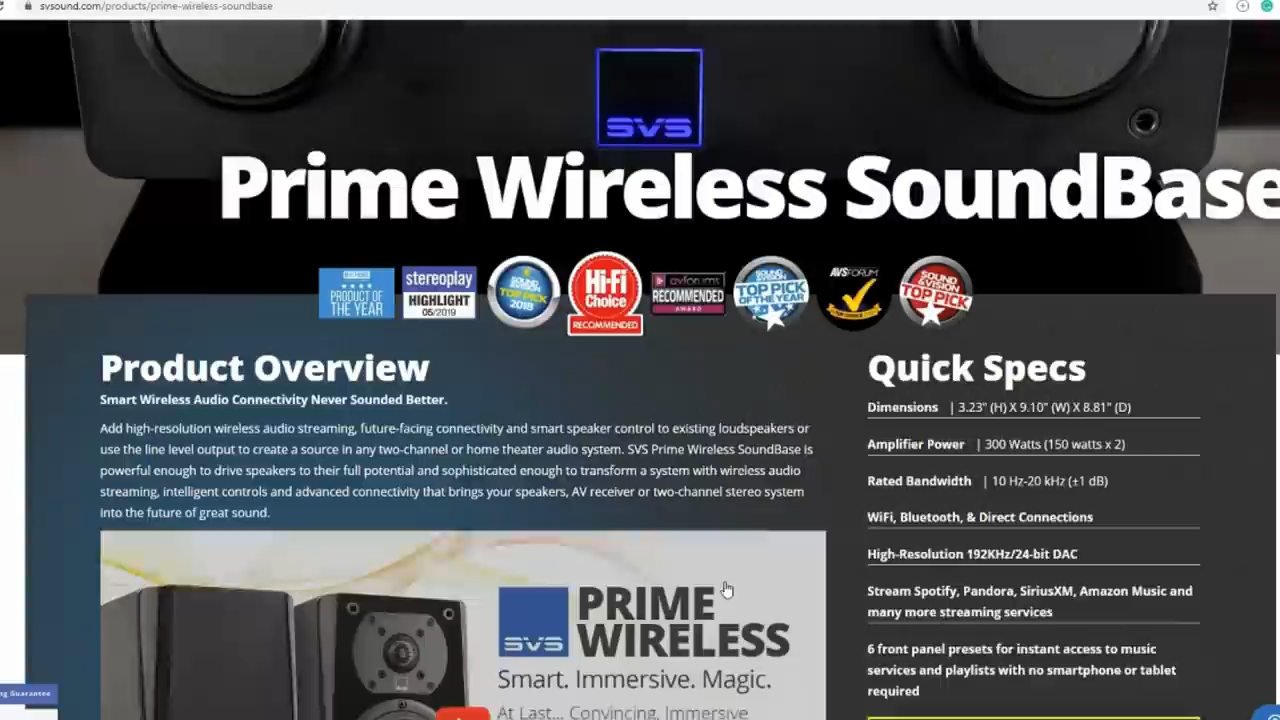 svsound.com/products/prime-wireless-soundbase
SVS
Prime Wireless SoundBase
PRODUCT OF
THE YEAR
stereoplay
HIGHLIGHT
05/2019
SOUND
&VISION
TOP PICK
2018
Hi-Fi
Choice
RECOMMENDED
avforums
RECOMMENDED
AWARD
SOUND
&VISION
TOP PICK
OF THE YEAR
AVSFORUM
SOUND
&VISION
TOP PICK
Product Overview
Smart Wireless Audio Connectivity Never Sounded Better.
Add high-resolution wireless audio streaming, future-facing connectivity and smart speaker control to existing loudspeakers or
use the line level output to create a source in any two-channel or home theater audio system. SVS Prime Wireless SoundBase is
powerful enough to drive speakers to their full potential and sophisticated enough to transform a system with wireless audio
streaming, intelligent controls and advanced connectivity that brings your speakers, AV receiver or two-channel stereo system
into the future of great sound.
SVS
PRIME
WIRELESS
Smart. Immersive. Magic.
At Last... Convincing, Immersive
Quick Specs
Dimensions | 3.23" (H) X 9.10" (W) X 8.81" (D)
Amplifier Power | 300 Watts (150 watts x 2)
Rated Bandwidth | 10 Hz-20 kHz (±1 dB)
WiFi, Bluetooth, & Direct Connections
High-Resolution 192KHz/24-bit DAC
Stream Spotify, Pandora, SiriusXM, Amazon Music and
many more streaming services
6 front panel presets for instant access to music
services and playlists with no smartphone or tablet
required
ng Guarantee